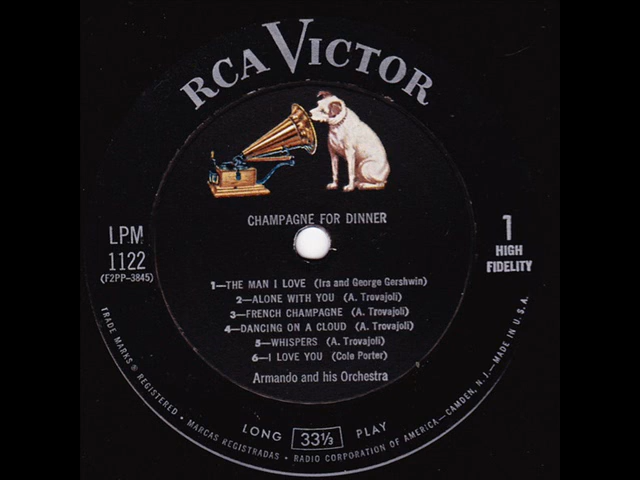 RCA VICTOR
CHAMPAGNE FOR DINNER
LPM
1122
(F2PP-3845)
1
HIGH
FIDELITY
1—THE MAN I LOVE (Ira and George Gershwin)
2—ALONE WITH YOU (A. Trovajoli)
3—FRENCH CHAMPAGNE (A. Trovajoli)
4—DANCING ON A CLOUD (A. Trovajoli)
5—WHISPERS (A. Trovajoli)
6—I LOVE YOU (Cole Porter)
Armando and his Orchestra
LONG 33⅓ PLAY
TRADE MARKS ® REGISTERED • MARCAS REGISTRADAS • RADIO CORPORATION OF AMERICA—CAMDEN, N.J.—MADE IN U.S.A.